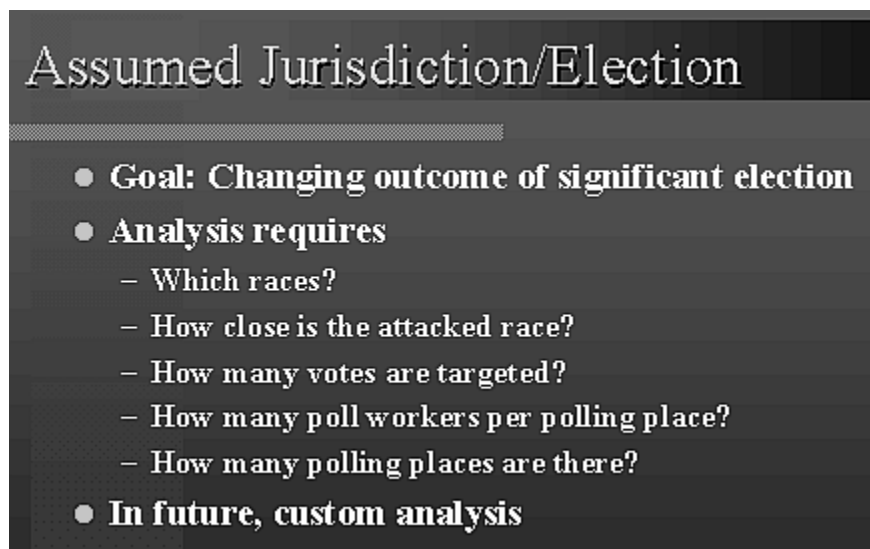 Assumed Jurisdiction/Election
● Goal: Changing outcome of significant election
● Analysis requires
– Which races?
– How close is the attacked race?
– How many votes are targeted?
– How many poll workers per polling place?
– How many polling places are there?
● In future, custom analysis